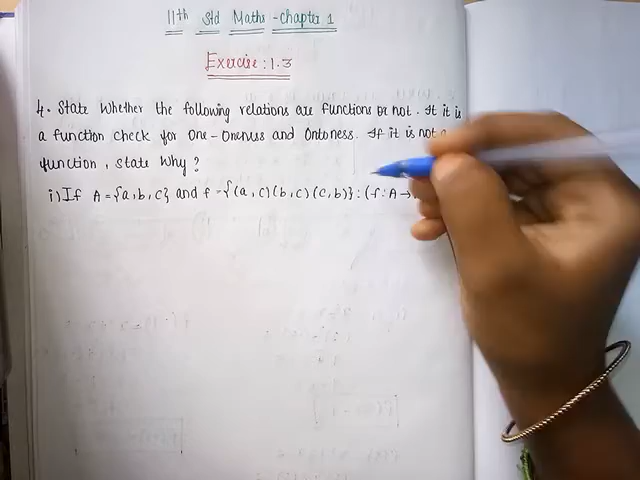 11th Std Maths - Chapter 1
Exercise : 1.3
4. State whether the following relations are functions or not. If it is
a function check for One-Oneness and Ontoness. If it is not
function, state why?
i) If A = {a, b, c} and f = {(a, c)(b, c)(c, b)} : (f : A →